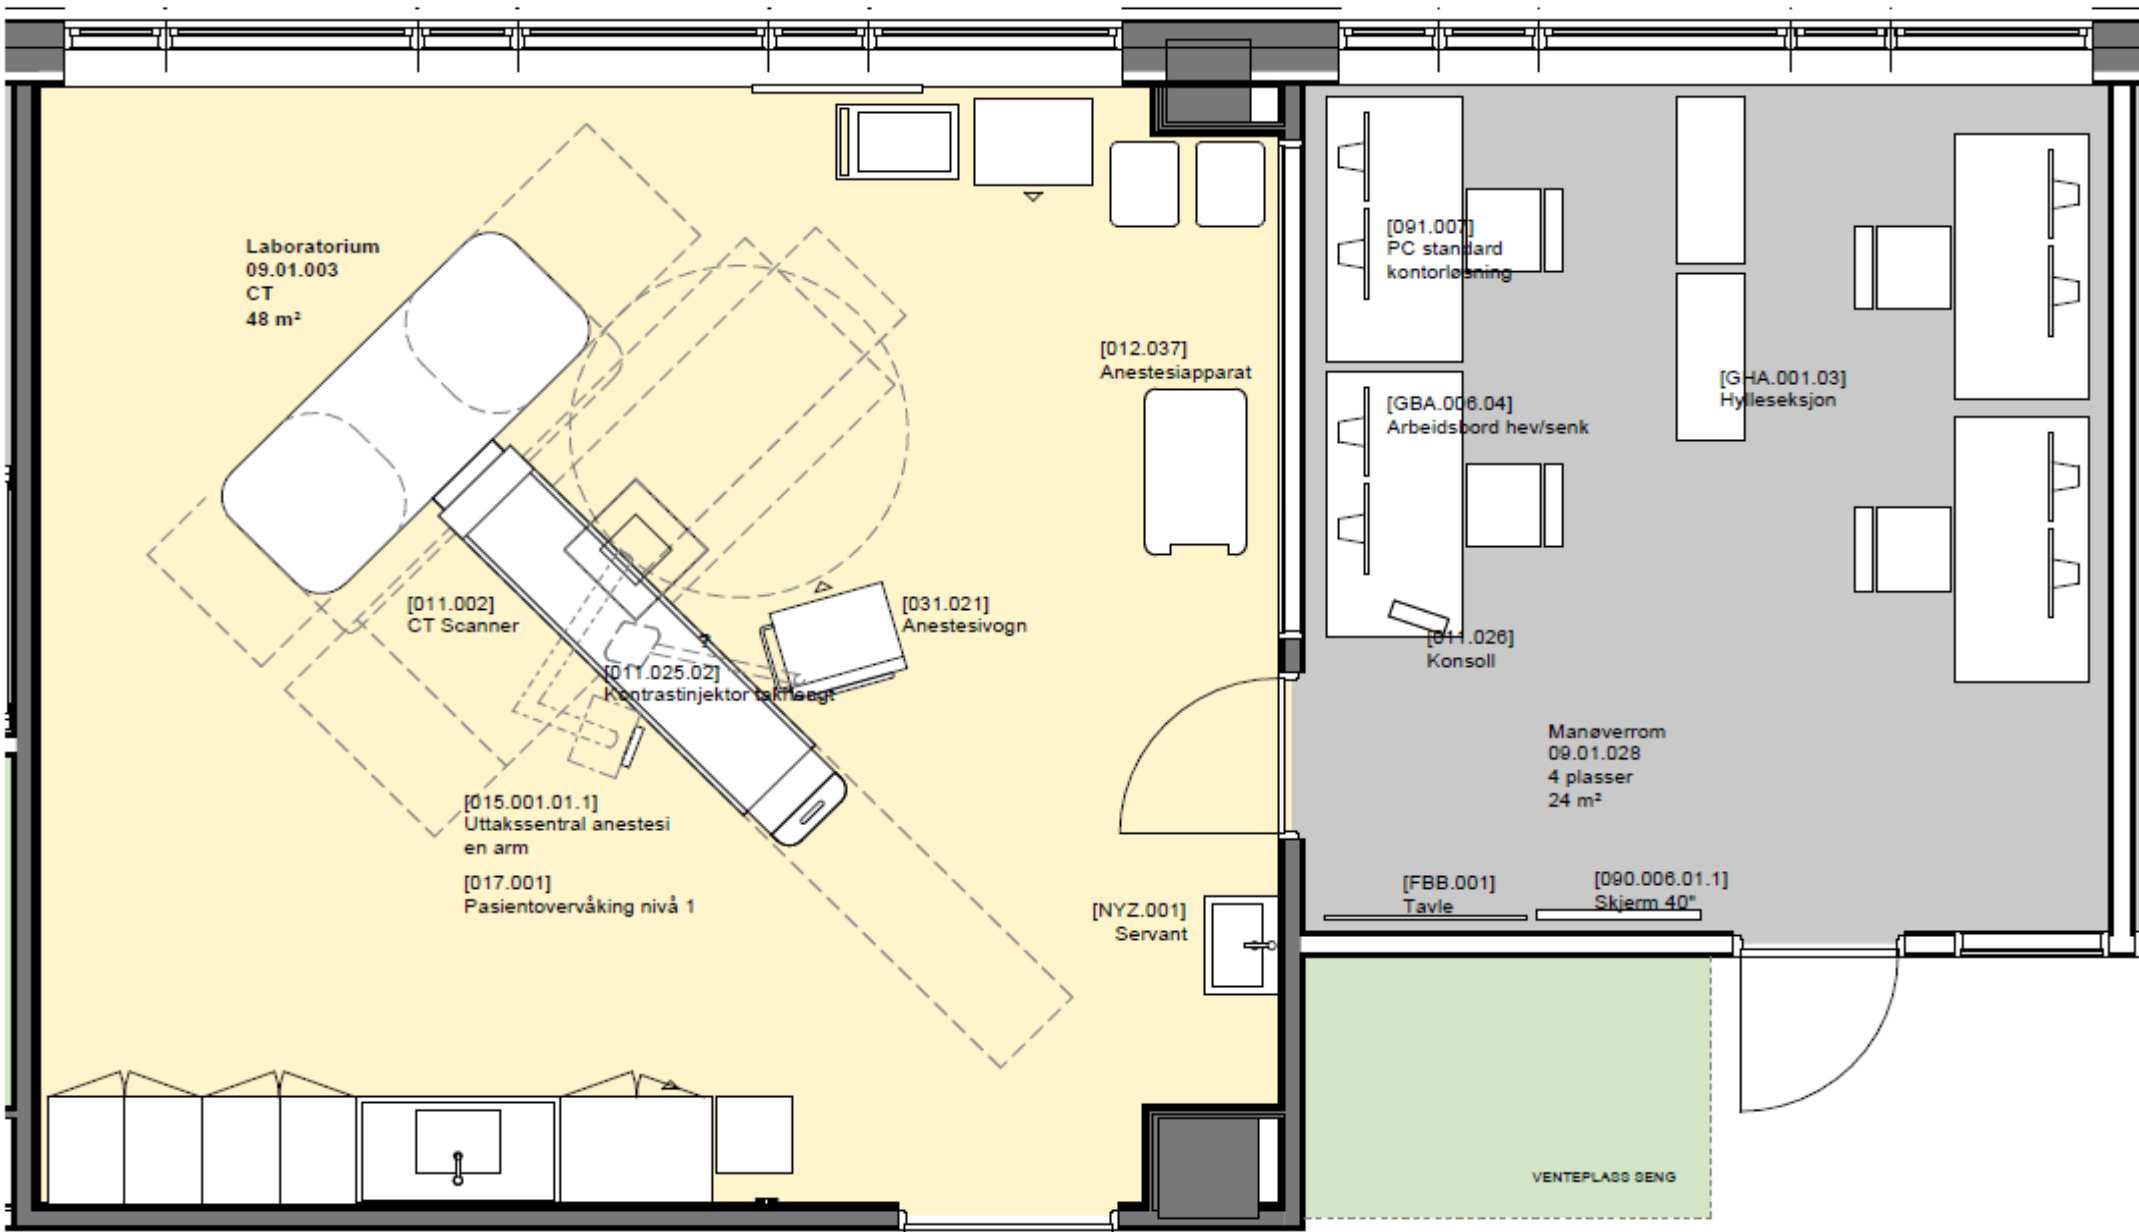 Laboratorium
09.01.003
CT
48 m²
[011.002]
CT Scanner
[011.025.02]
Kontrastinjektor takhengt
[031.021]
Anestesivogn
[012.037]
Anestesiapparat
[015.001.01.1]
Uttakssentral anestesi
en arm
[017.001]
Pasientovervåking nivå 1
[NYZ.001]
Servant
[091.007]
PC standard
kontorløsning
[GBA.006.04]
Arbeidsbord hev/senk
[GHA.001.03]
Hylleseksjon
[011.026]
Konsoll
Manøverrom
09.01.028
4 plasser
24 m²
[FBB.001]
Tavle
[090.006.01.1]
Skjerm 40"
VENTEPLASS SENG